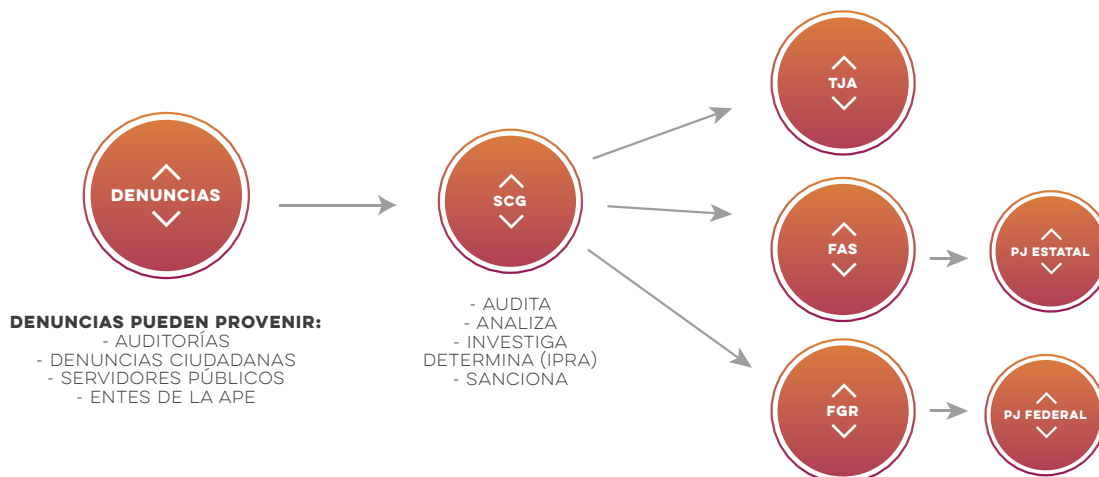 DENUNCIAS
DENUNCIAS PUEDEN PROVENIR:
- AUDITORÍAS
- DENUNCIAS CIUDADANAS
- SERVIDORES PÚBLICOS
- ENTES DE LA APE
SCG
- AUDITA
- ANALIZA
- INVESTIGA
DETERMINA (IPRA)
- SANCIONA
TJA
FAS
PJ ESTATAL
FGR
PJ FEDERAL